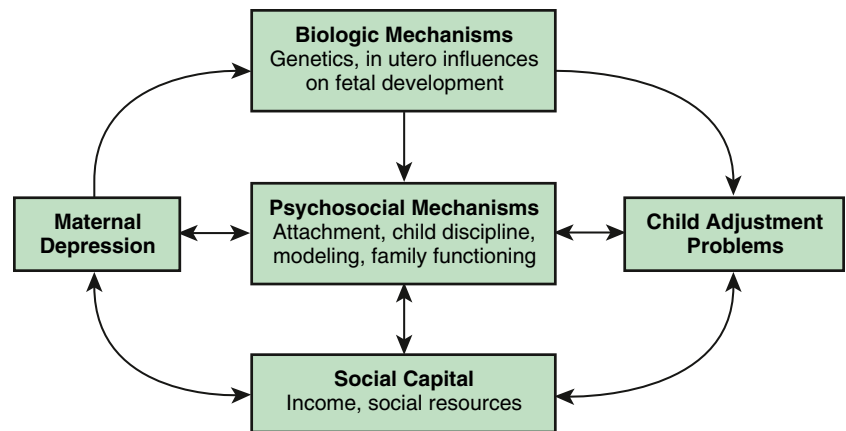 Biologic Mechanisms
Genetics, in utero influences
on fetal development
Maternal
Depression
Psychosocial Mechanisms
Attachment, child discipline,
modeling, family functioning
Child Adjustment
Problems
Social Capital
Income, social resources